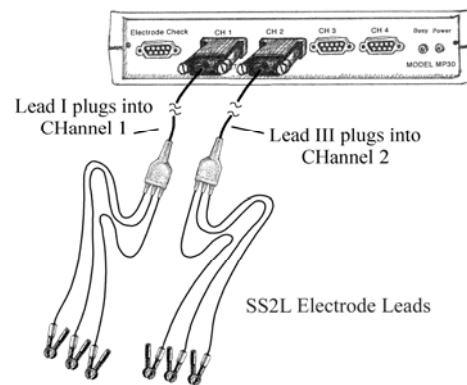 Electrode Check
CH 1
CH 2
CH 3
CH 4
Busy Power
MODEL MP30
Lead I plugs into
CHannel 1
Lead III plugs into
CHannel 2
SS2L Electrode Leads